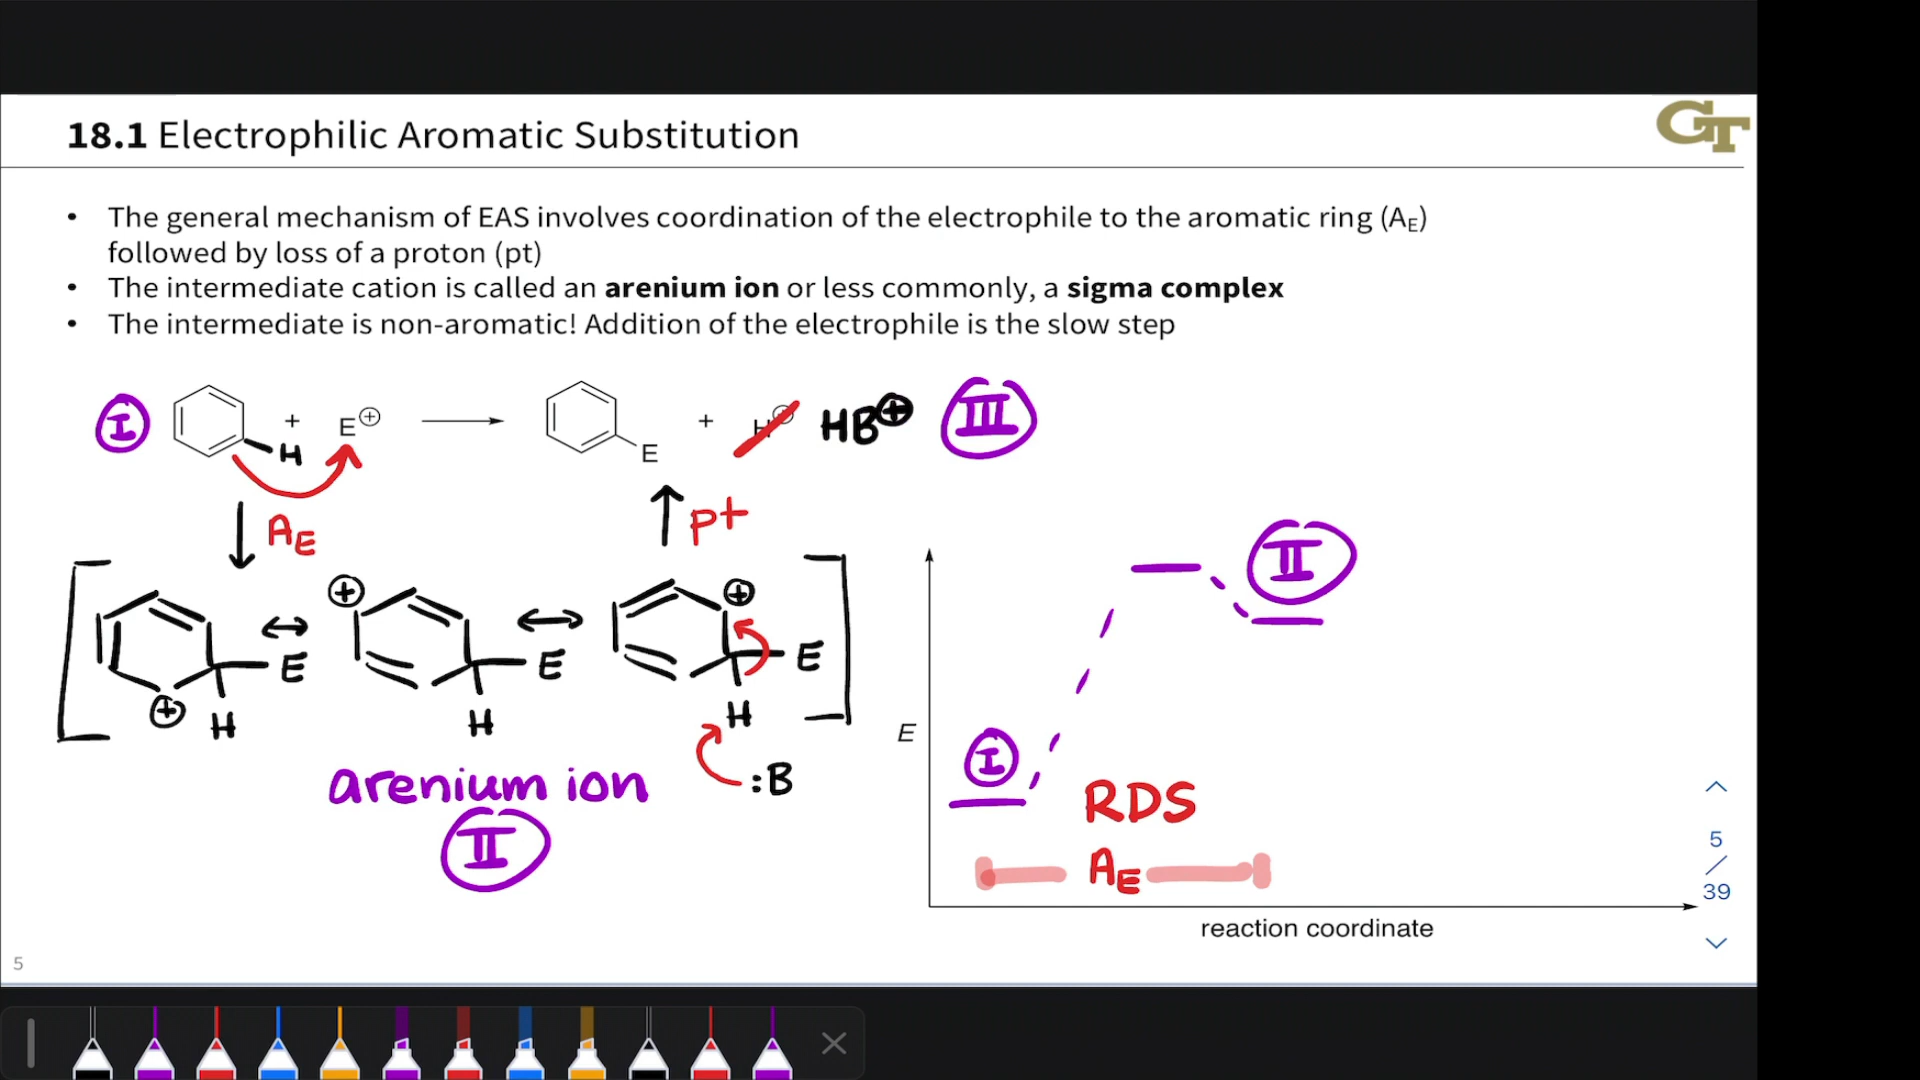 18.1 Electrophilic Aromatic Substitution
GT
• The general mechanism of EAS involves coordination of the electrophile to the aromatic ring (AE)
followed by loss of a proton (pt)
• The intermediate cation is called an arenium ion or less commonly, a sigma complex
• The intermediate is non-aromatic! Addition of the electrophile is the slow step
I
H
+
E⊕
E
+
H⊕
HB⊕
III
AE
pt
⊕
E
H
⊕
E
H
⊕
E
H
:B
arenium ion
II
II
I
E
RDS
AE
reaction coordinate
5
/
39
5